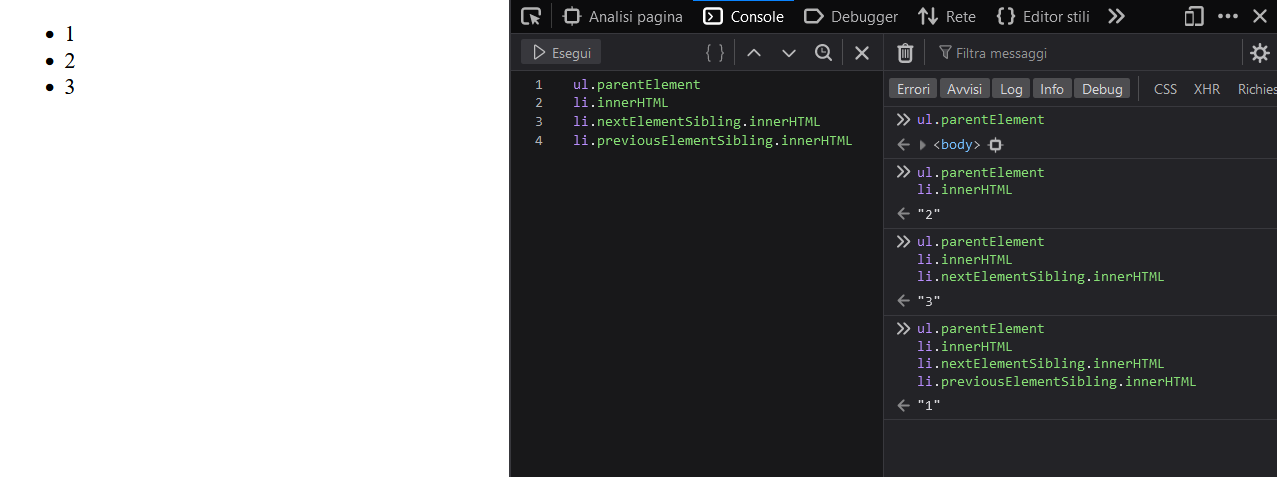 1
2
3
Analisi pagina Console Debugger Rete Editor stili
Esegui
Filtra messaggi
1 ul.parentElement
2 li.innerHTML
3 li.nextElementSibling.innerHTML
4 li.previousElementSibling.innerHTML
Errori Avvisi Log Info Debug CSS XHR Richies
ul.parentElement
<body>
ul.parentElement
li.innerHTML
"2"
ul.parentElement
li.innerHTML
li.nextElementSibling.innerHTML
"3"
ul.parentElement
li.innerHTML
li.nextElementSibling.innerHTML
li.previousElementSibling.innerHTML
"1"